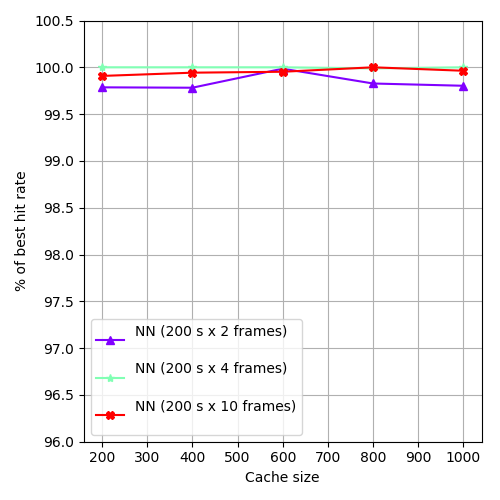 100.5
100.0
99.5
99.0
98.5
98.0
97.5
97.0
96.5
96.0
% of best hit rate
NN (200 s x 2 frames)
NN (200 s x 4 frames)
NN (200 s x 10 frames)
200 300 400 500 600 700 800 900 1000
Cache size